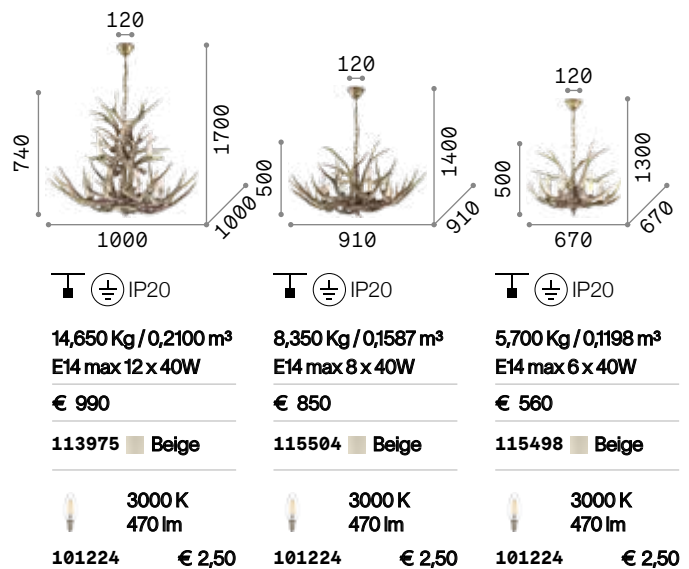 120
740
1700
1000
1000
IP20
14,650 Kg / 0,2100 m³
E14 max 12 x 40W
€ 990
113975 Beige
3000 K
470 lm
101224 € 2,50
120
500
1400
910
910
IP20
8,350 Kg / 0,1587 m³
E14 max 8 x 40W
€ 850
115504 Beige
3000 K
470 lm
101224 € 2,50
120
500
1300
670
670
IP20
5,700 Kg / 0,1198 m³
E14 max 6 x 40W
€ 560
115498 Beige
3000 K
470 lm
101224 € 2,50